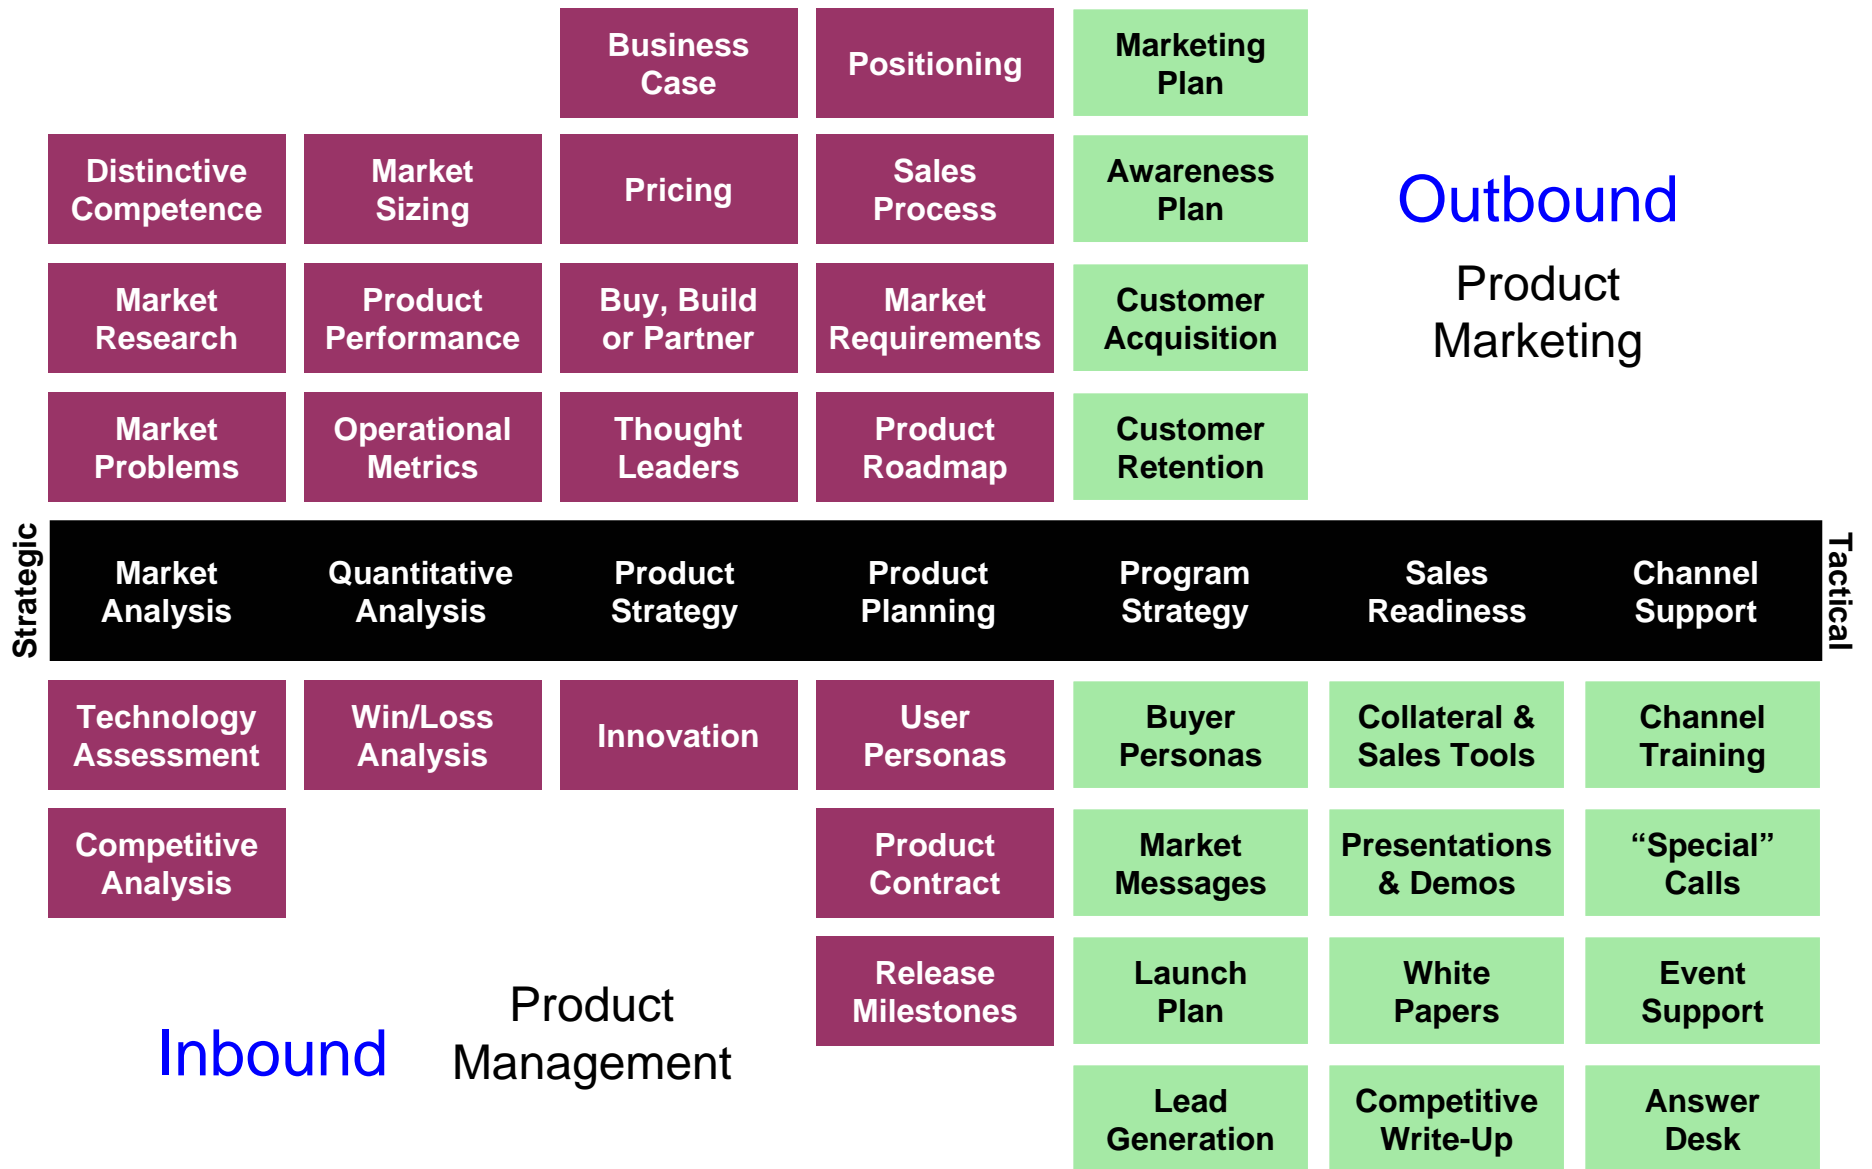 Business
Case
Positioning
Marketing
Plan
Distinctive
Competence
Market
Sizing
Pricing
Sales
Process
Awareness
Plan
Outbound
Product
Marketing
Market
Research
Product
Performance
Buy, Build
or Partner
Market
Requirements
Customer
Acquisition
Market
Problems
Operational
Metrics
Thought
Leaders
Product
Roadmap
Customer
Retention
Strategic
Market
Analysis
Quantitative
Analysis
Product
Strategy
Product
Planning
Program
Strategy
Sales
Readiness
Channel
Support
Tactical
Technology
Assessment
Win/Loss
Analysis
Innovation
User
Personas
Buyer
Personas
Collateral &
Sales Tools
Channel
Training
Competitive
Analysis
Product
Contract
Market
Messages
Presentations
& Demos
“Special”
Calls
Inbound
Product
Management
Release
Milestones
Launch
Plan
White
Papers
Event
Support
Lead
Generation
Competitive
Write-Up
Answer
Desk